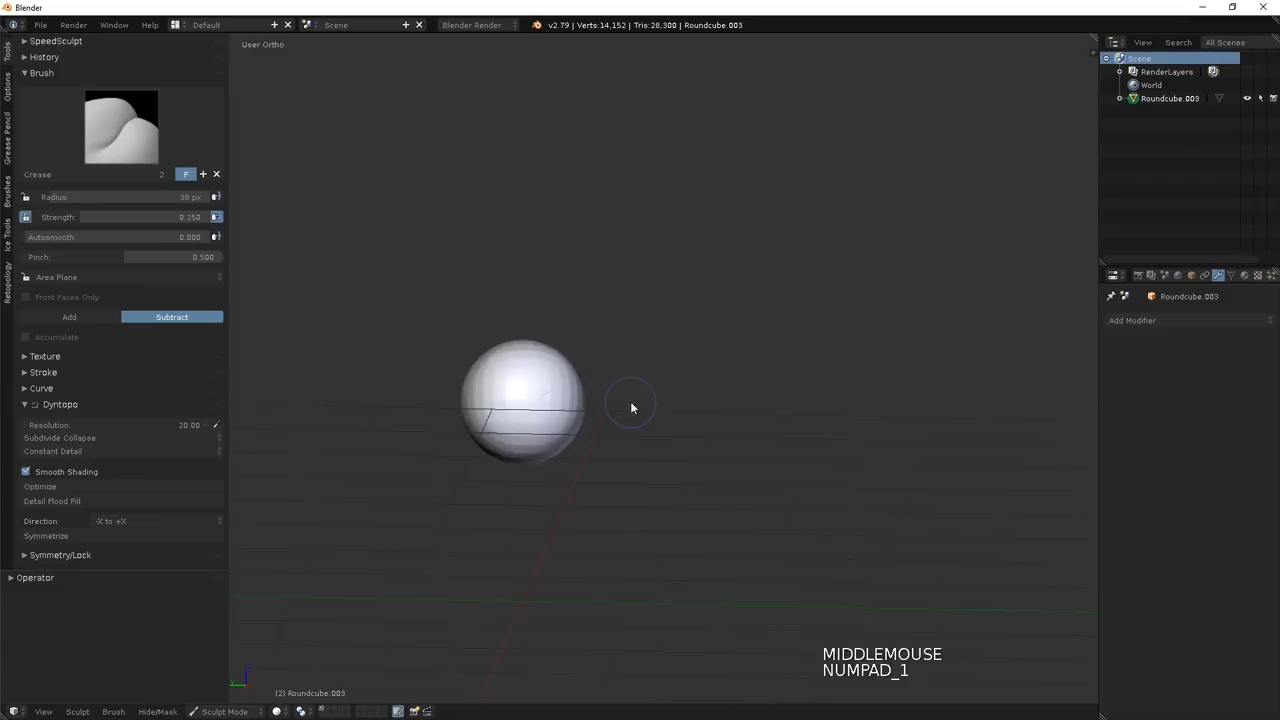 Blender
File Render Window Help Default Scene Blender Render v2.79 | Verts:14,152 | Tris:28,300 | Roundcube.003
SpeedSculpt
History
Brush
Crease 2 F
Radius: 38 px
Strength: 0.250
Autosmooth: 0.000
Pinch: 0.500
Area Plane
Front Faces Only
Add Subtract
Accumulate
Texture
Stroke
Curve
Dyntopo
Resolution: 20.00
Subdivide Collapse
Constant Detail
Smooth Shading
Optimize
Detail Flood Fill
Direction: -X to +X
Symmetrize
Symmetry/Lock
Operator
Tools
Options
Grease Pencil
Brushes
Ice Tools
Retopology
User Ortho
MIDDLEMOUSE
NUMPAD_1
(2) Roundcube.003
View Sculpt Brush Hide/Mask Sculpt Mode
View Search All Scenes
Scene
RenderLayers
World
Roundcube.003
Roundcube.003
Add Modifier